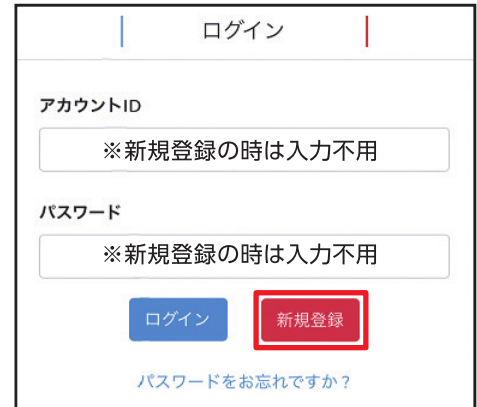 ログイン
アカウントID
※新規登録の時は入力不用
パスワード
※新規登録の時は入力不用
ログイン 新規登録
パスワードをお忘れですか？